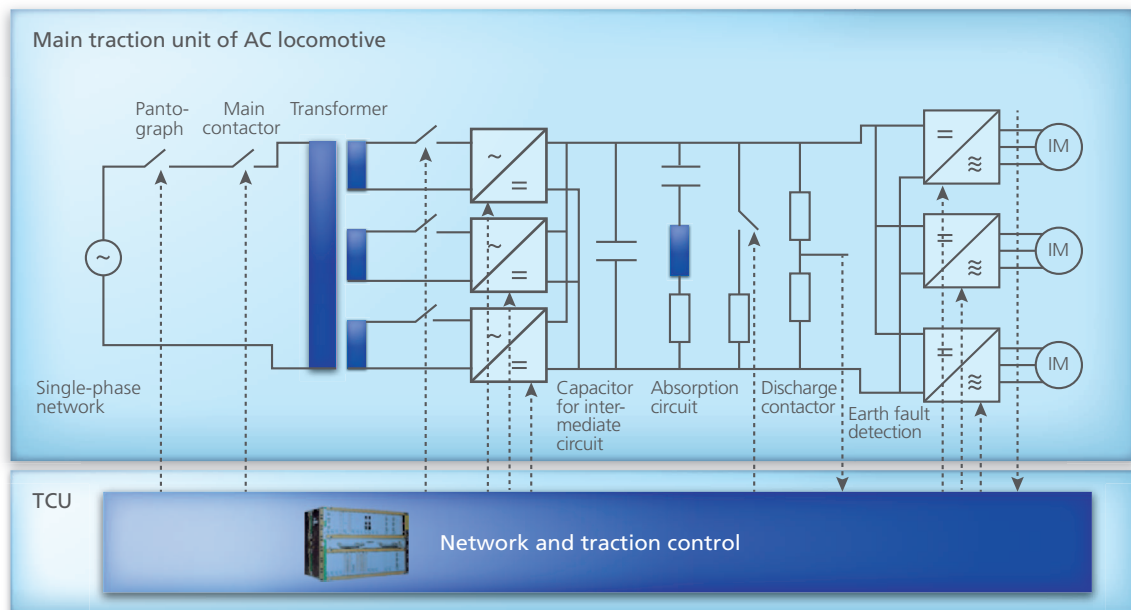 Main traction unit of AC locomotive
Panto-
graph
Main
contactor
Transformer
~
=
~
=
~
=
=
≋
IM
=
≋
IM
=
≋
IM
~
Single-phase
network
Capacitor
for inter-
mediate
circuit
Absorption
circuit
Discharge
contactor
Earth fault
detection
TCU
Network and traction control